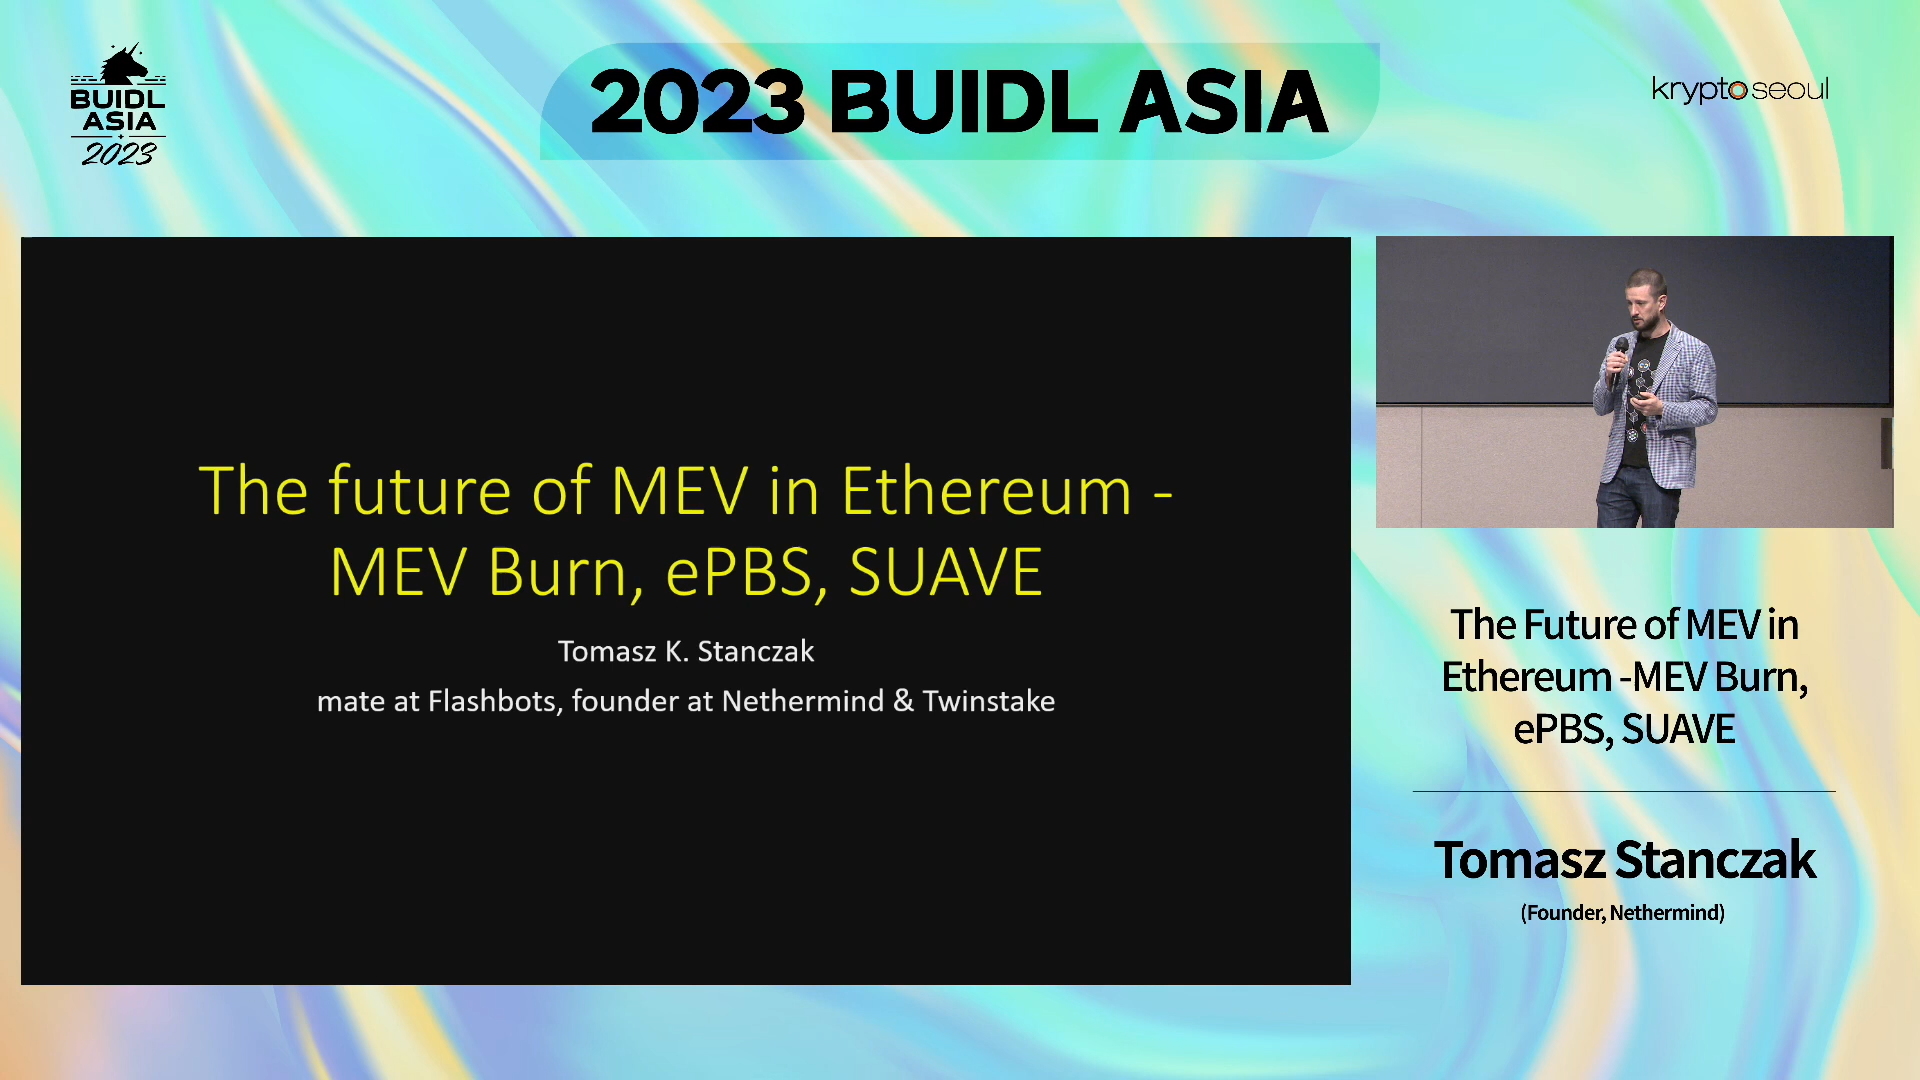 BUIDL
ASIA
2023
2023 BUIDL ASIA
kryptoseoul
The future of MEV in Ethereum -
MEV Burn, ePBS, SUAVE
Tomasz K. Stanczak
mate at Flashbots, founder at Nethermind & Twinstake
The Future of MEV in
Ethereum -MEV Burn,
ePBS, SUAVE
Tomasz Stanczak
(Founder, Nethermind)